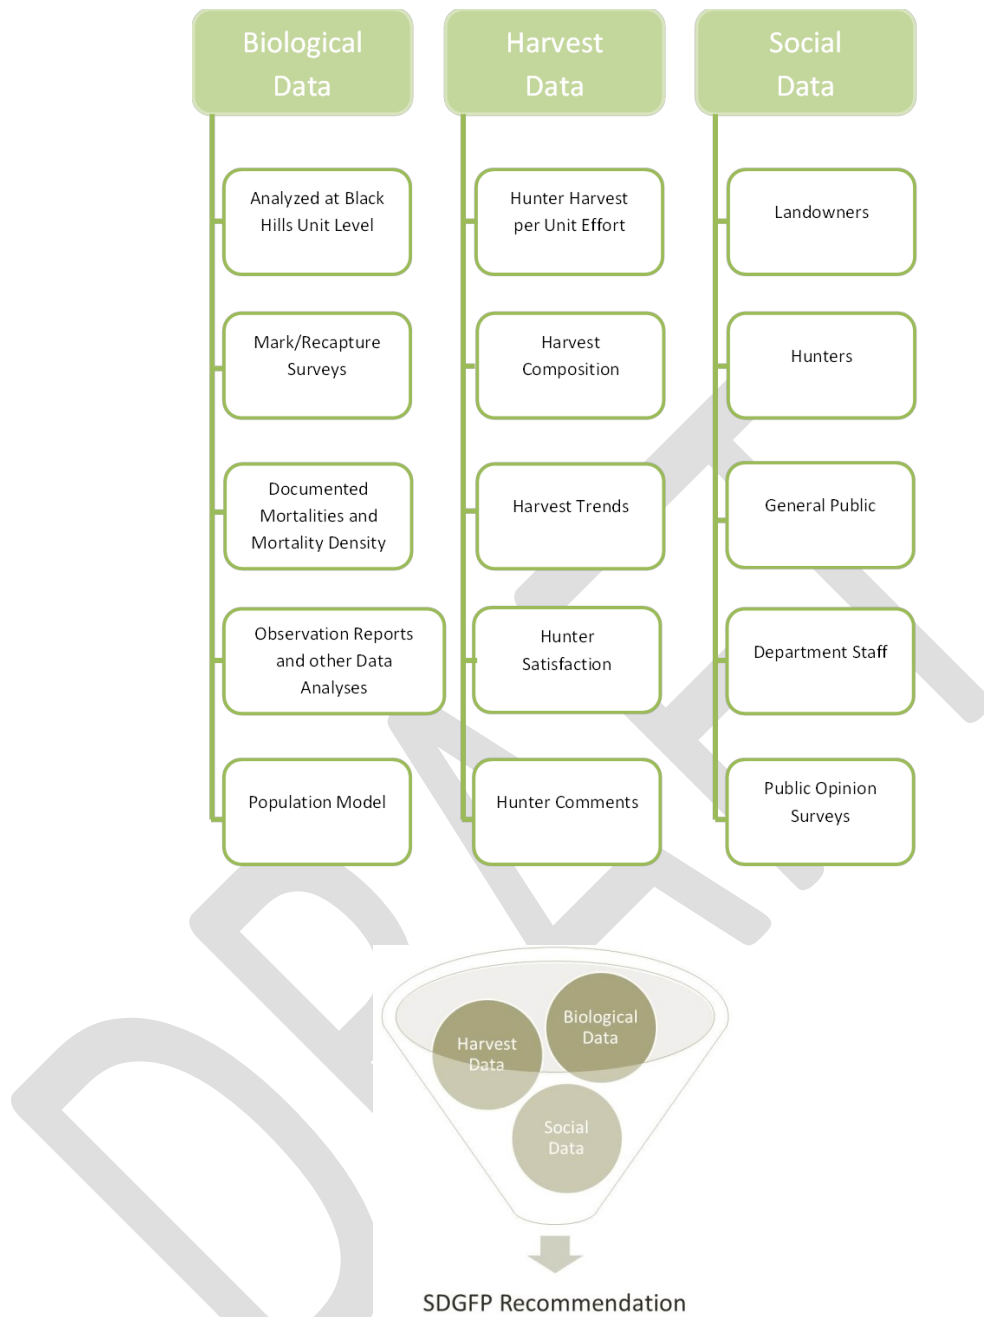 Biological
Data
Harvest
Data
Social
Data
Analyzed at Black
Hills Unit Level
Mark/Recapture
Surveys
Documented
Mortalities and
Mortality Density
Observation Reports
and other Data
Analyses
Population Model
Hunter Harvest
per Unit Effort
Harvest
Composition
Harvest Trends
Hunter
Satisfaction
Hunter Comments
Landowners
Hunters
General Public
Department Staff
Public Opinion
Surveys
DRAFT
Biological
Data
Harvest
Data
Social
Data
SDGFP Recommendation